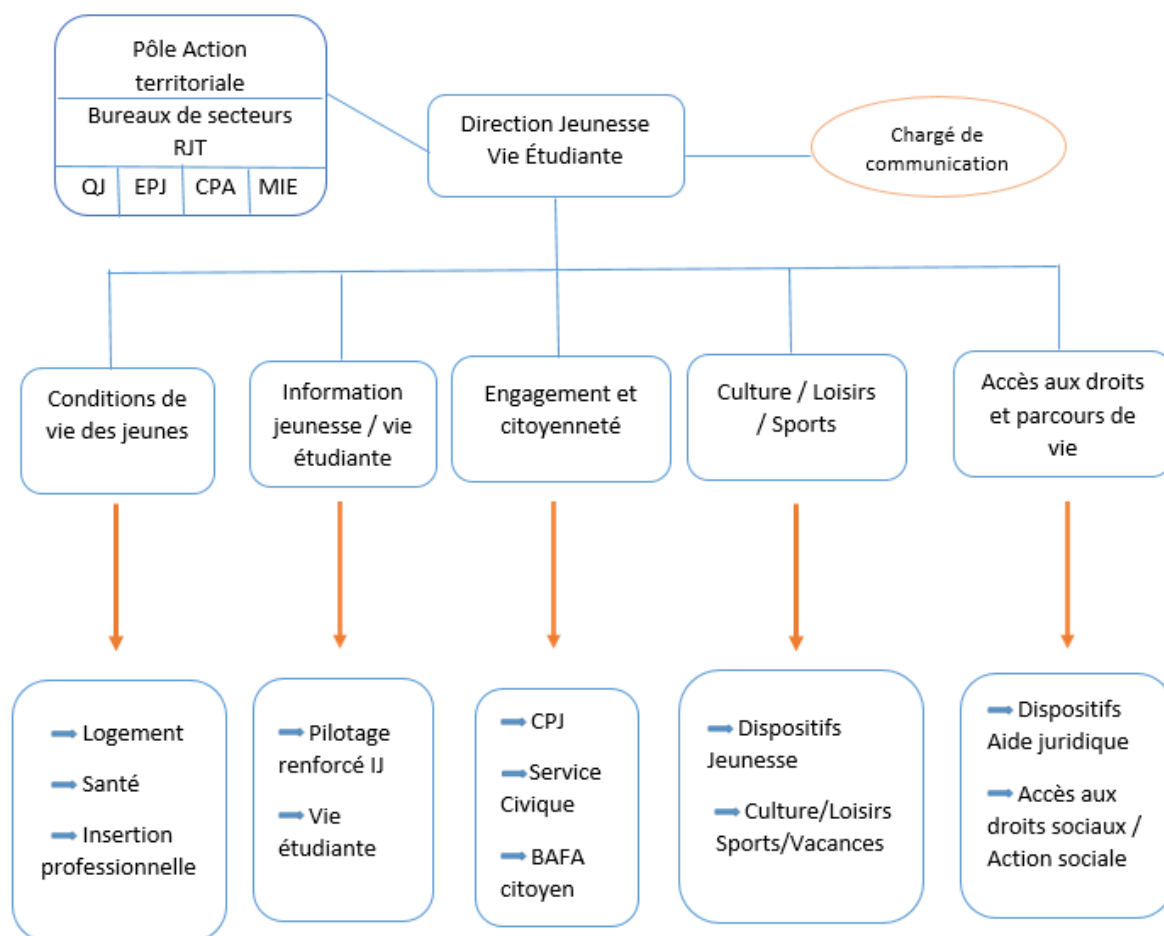 Pôle Action
territoriale
Bureaux de secteurs
RJT
QJ EPJ CPA MIE
Direction Jeunesse
Vie Étudiante
Chargé de
communication
Conditions de
vie des jeunes
Information
jeunesse / vie
étudiante
Engagement et
citoyenneté
Culture / Loisirs
/ Sports
Accès aux droits
et parcours de
vie
Logement
Santé
Insertion
professionnelle
Pilotage
renforcé IJ
Vie
étudiante
CPJ
Service
Civique
BAFA
citoyen
Dispositifs
Jeunesse
Culture/Loisirs
Sports/Vacances
Dispositifs
Aide juridique
Accès aux
droits sociaux /
Action sociale